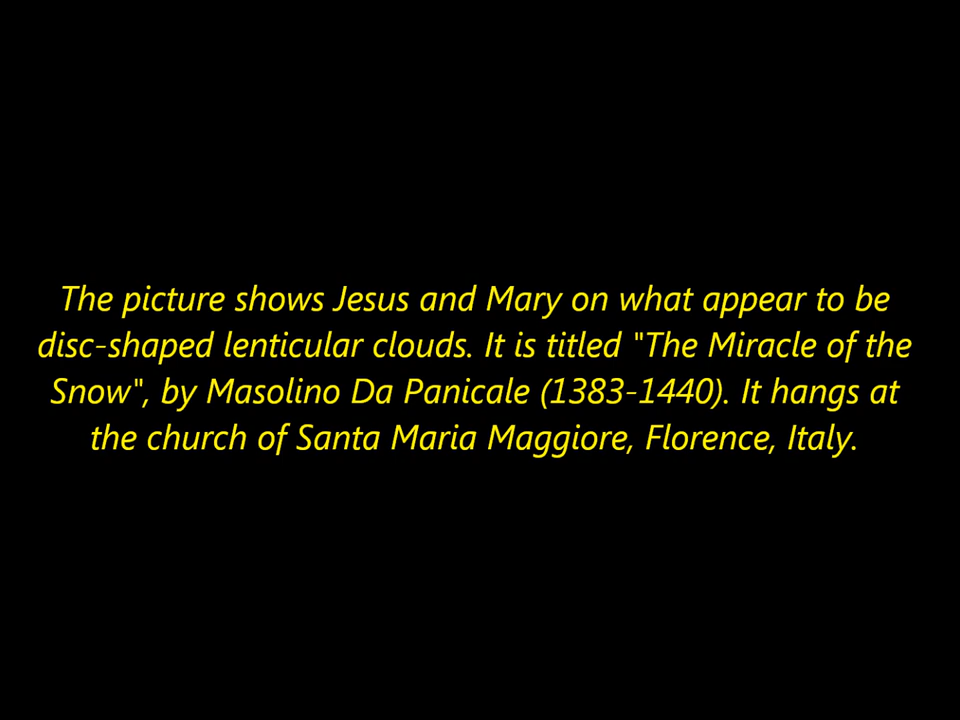 The picture shows Jesus and Mary on what appear to be
disc-shaped lenticular clouds. It is titled "The Miracle of the
Snow", by Masolino Da Panicale (1383-1440). It hangs at
the church of Santa Maria Maggiore, Florence, Italy.